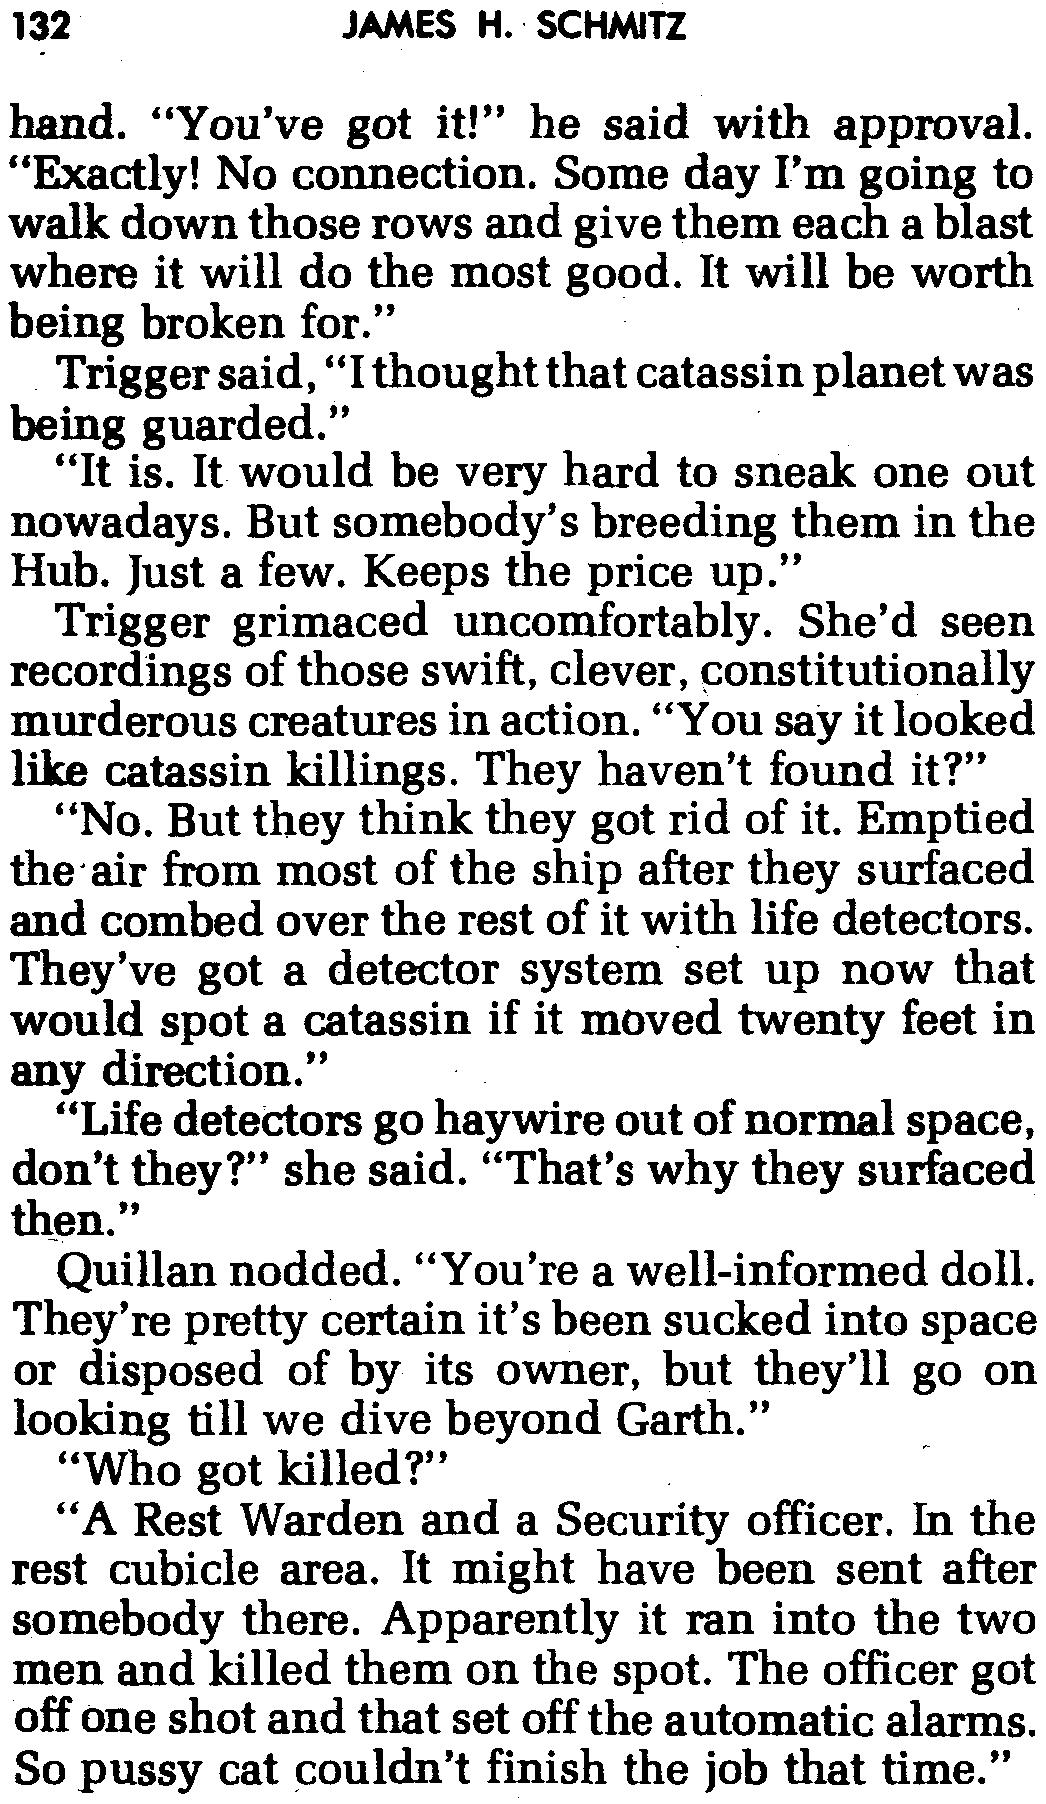 132 JAMES H. SCHMITZ
hand. “You've got it!” he said with approval.
“Exactly! No connection. Some day I'm going to
walk down those rows and give them each a blast
where it will do the most good. It will be worth
being broken for.”
Trigger said, “I thought that catassin planet was
being guarded.”
“It is. It would be very hard to sneak one out
nowadays. But somebody's breeding them in the
Hub. Just a few. Keeps the price up.”
Trigger grimaced uncomfortably. She'd seen
recordings of those swift, clever, constitutionally
murderous creatures in action. “You say it looked
like catassin killings. They haven't found it?”
“No. But they think they got rid of it. Emptied
the air from most of the ship after they surfaced
and combed over the rest of it with life detectors.
They've got a detector system set up now that
would spot a catassin if it moved twenty feet in
any direction.”
“Life detectors go haywire out of normal space,
don't they?” she said. “That's why they surfaced
then.”
Quillan nodded. “You're a well-informed doll.
They're pretty certain it's been sucked into space
or disposed of by its owner, but they'll go on
looking till we dive beyond Garth.”
“Who got killed?”
“A Rest Warden and a Security officer. In the
rest cubicle area. It might have been sent after
somebody there. Apparently it ran into the two
men and killed them on the spot. The officer got
off one shot and that set off the automatic alarms.
So pussy cat couldn't finish the job that time.”